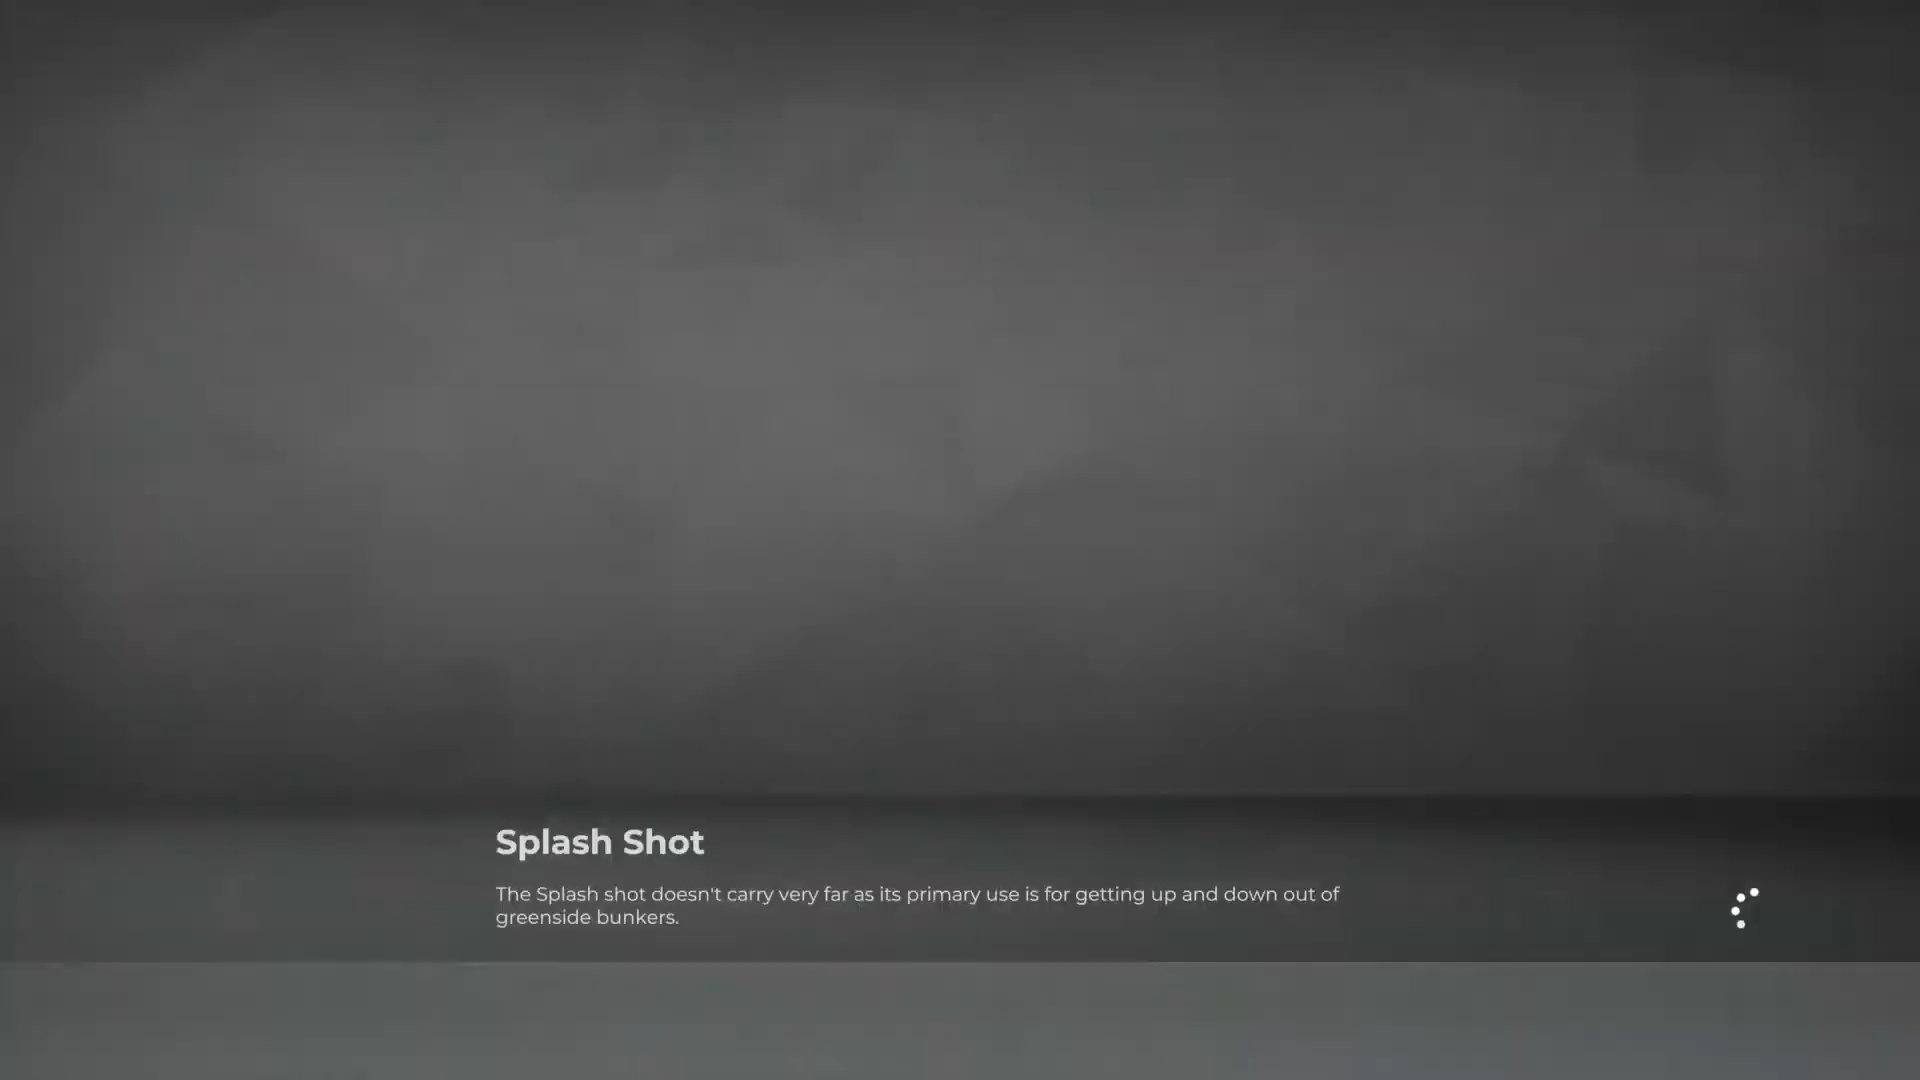 Splash Shot
The Splash shot doesn't carry very far as its primary use is for getting up and down out of
greenside bunkers.